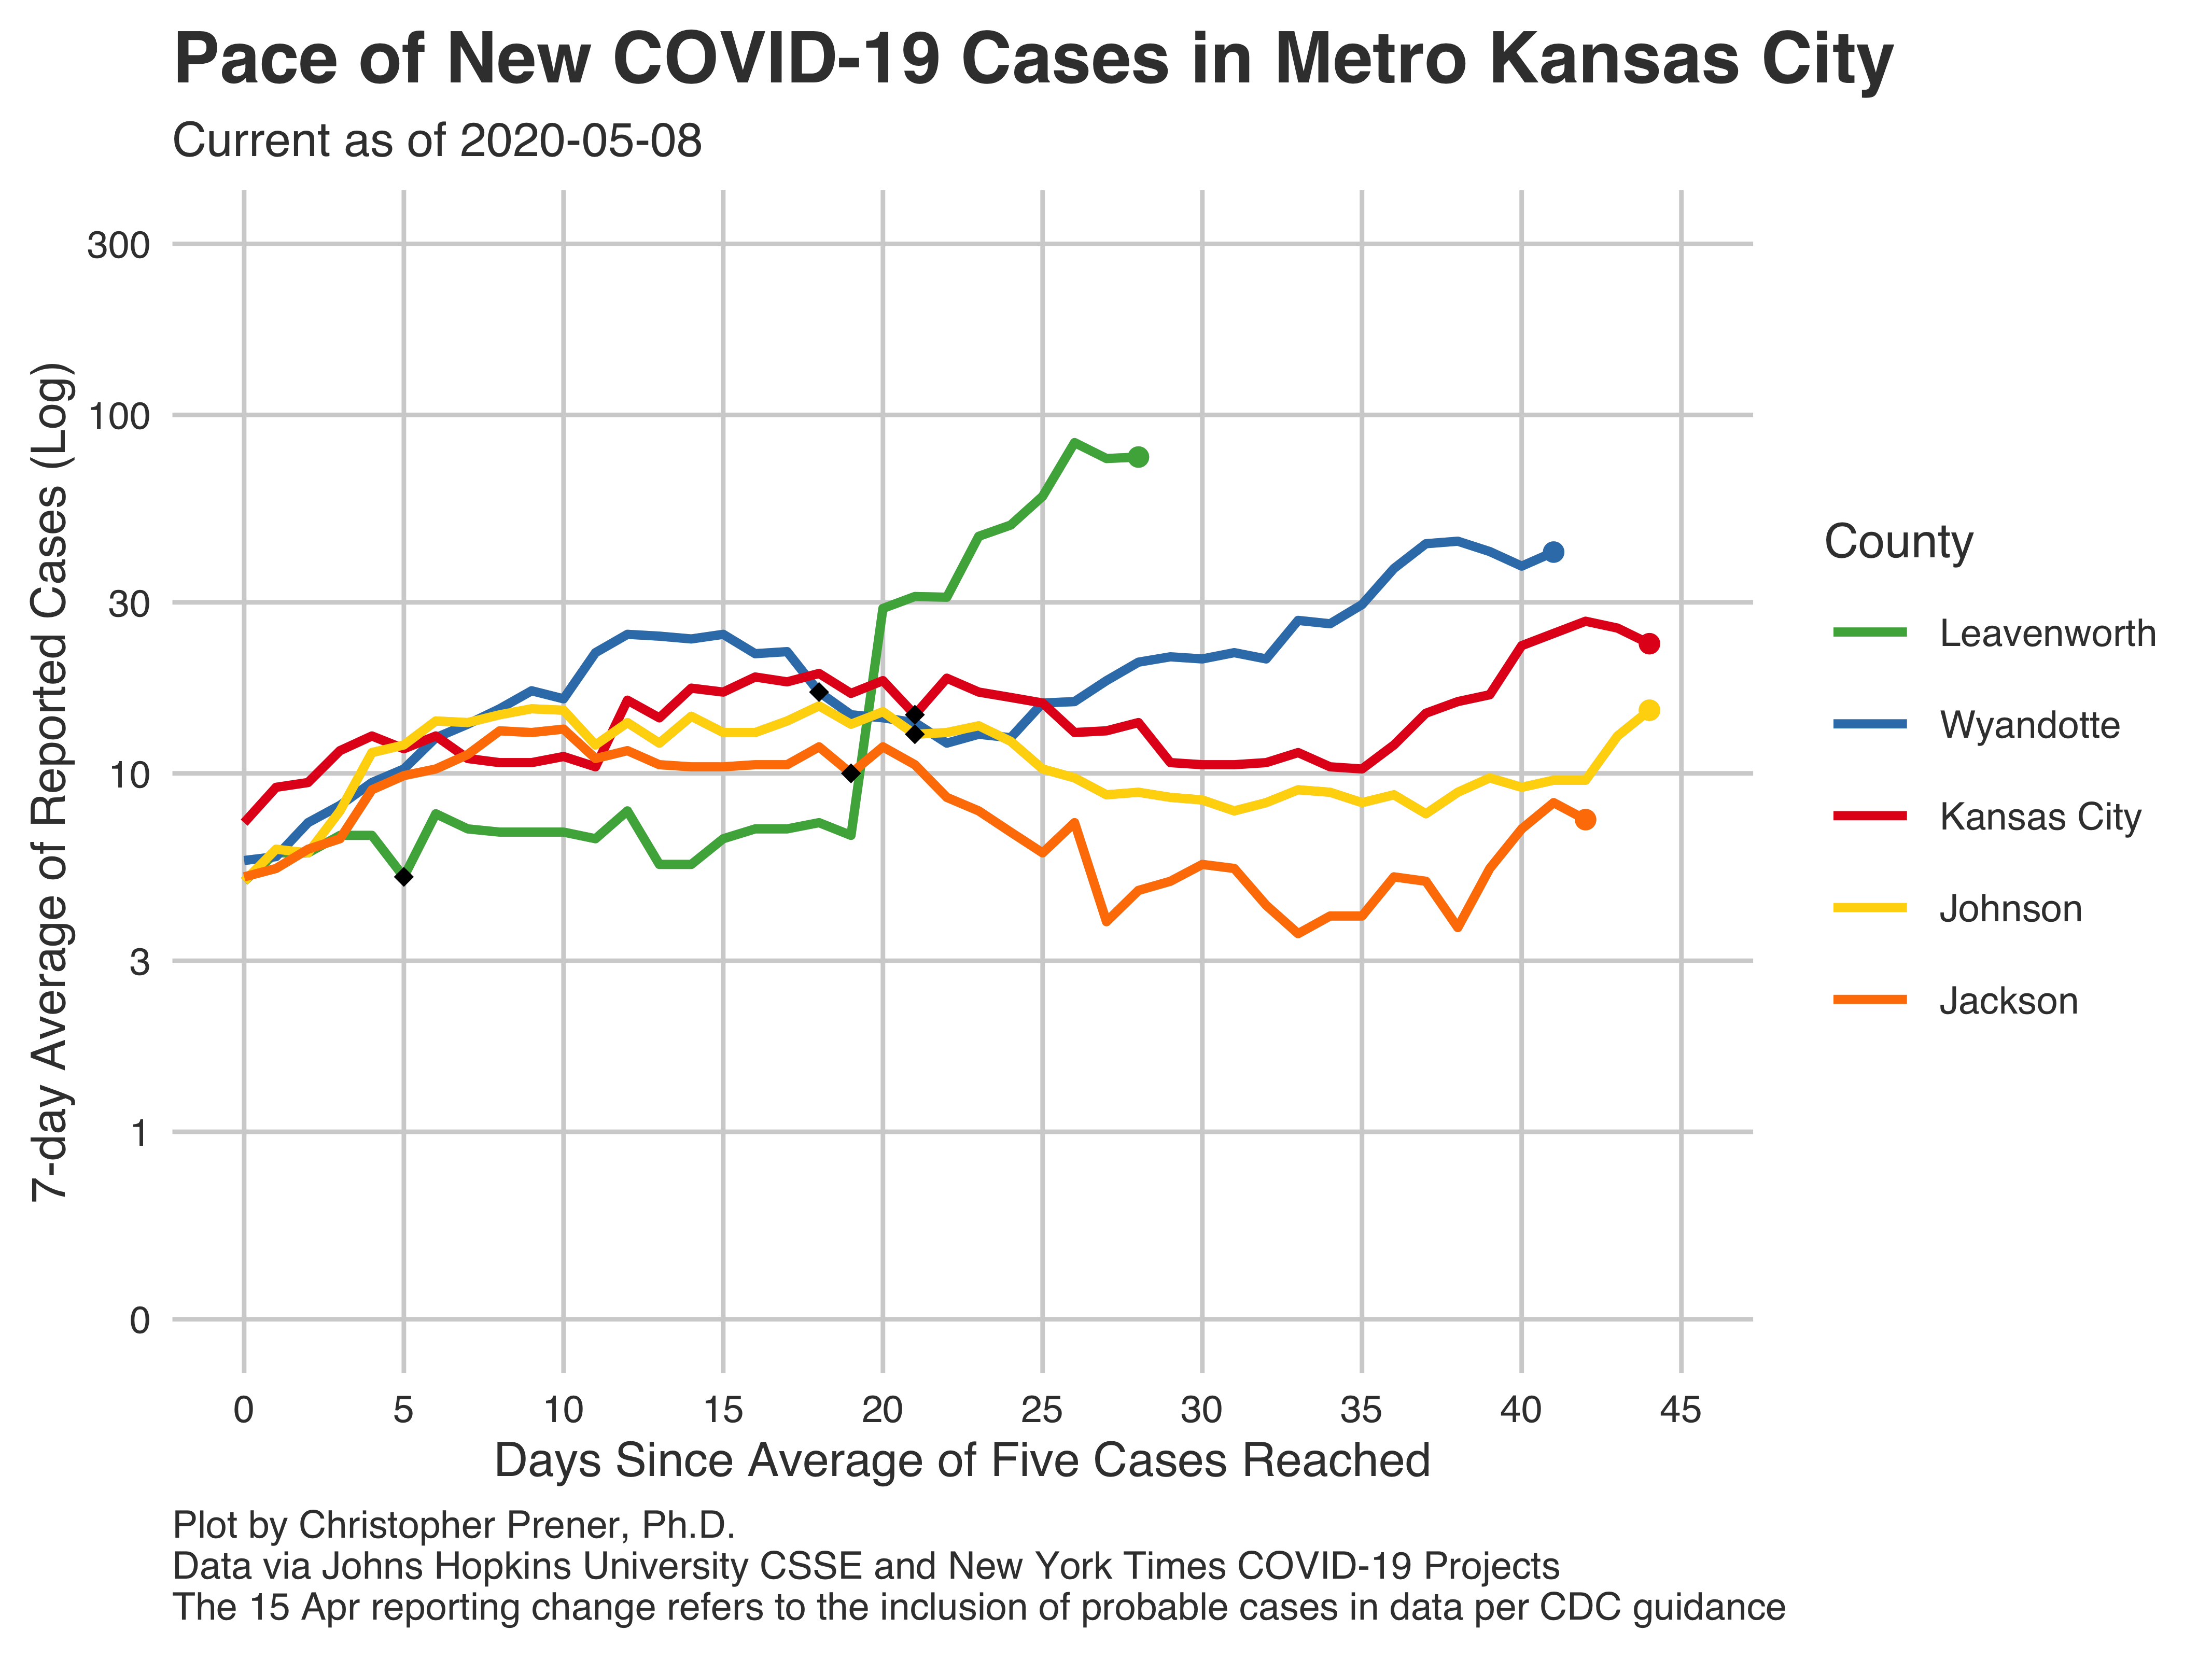 Pace of New COVID-19 Cases in Metro Kansas City
Current as of 2020-05-08
7-day Average of Reported Cases (Log)
300
100
30
10
3
1
0
0 5 10 15 20 25 30 35 40 45
Days Since Average of Five Cases Reached
County
Leavenworth
Wyandotte
Kansas City
Johnson
Jackson
Plot by Christopher Prener, Ph.D.
Data via Johns Hopkins University CSSE and New York Times COVID-19 Projects
The 15 Apr reporting change refers to the inclusion of probable cases in data per CDC guidance